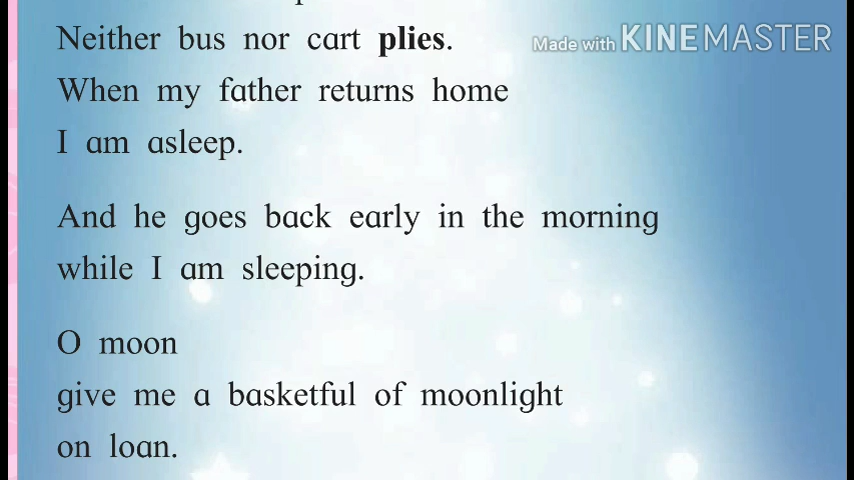 Neither bus nor cart plies.
Made with KINEMASTER
When my father returns home
I am asleep.
And he goes back early in the morning
while I am sleeping.
O moon
give me a basketful of moonlight
on loan.